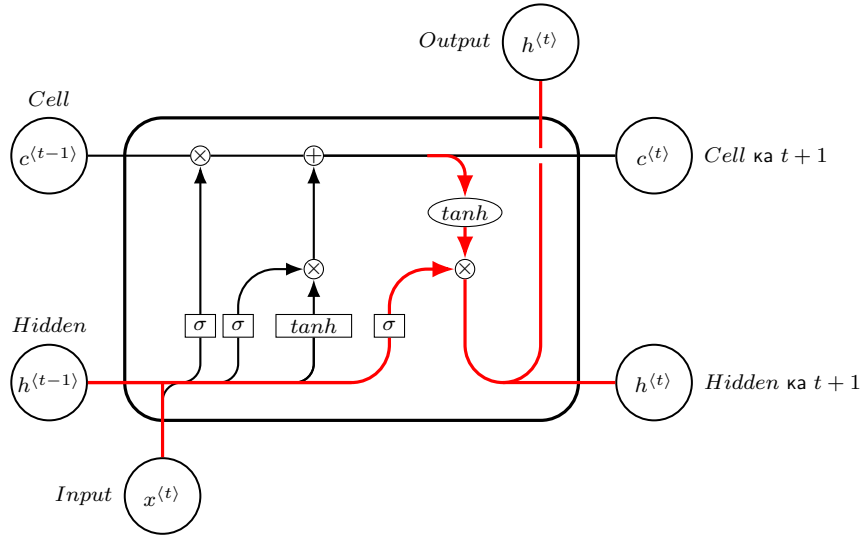 Output h⟨t⟩
Cell
c⟨t−1⟩ × + c⟨t⟩ Cell ка t + 1
tanh
× ×
Hidden σ σ tanh σ
h⟨t−1⟩ h⟨t⟩ Hidden ка t + 1
Input x⟨t⟩